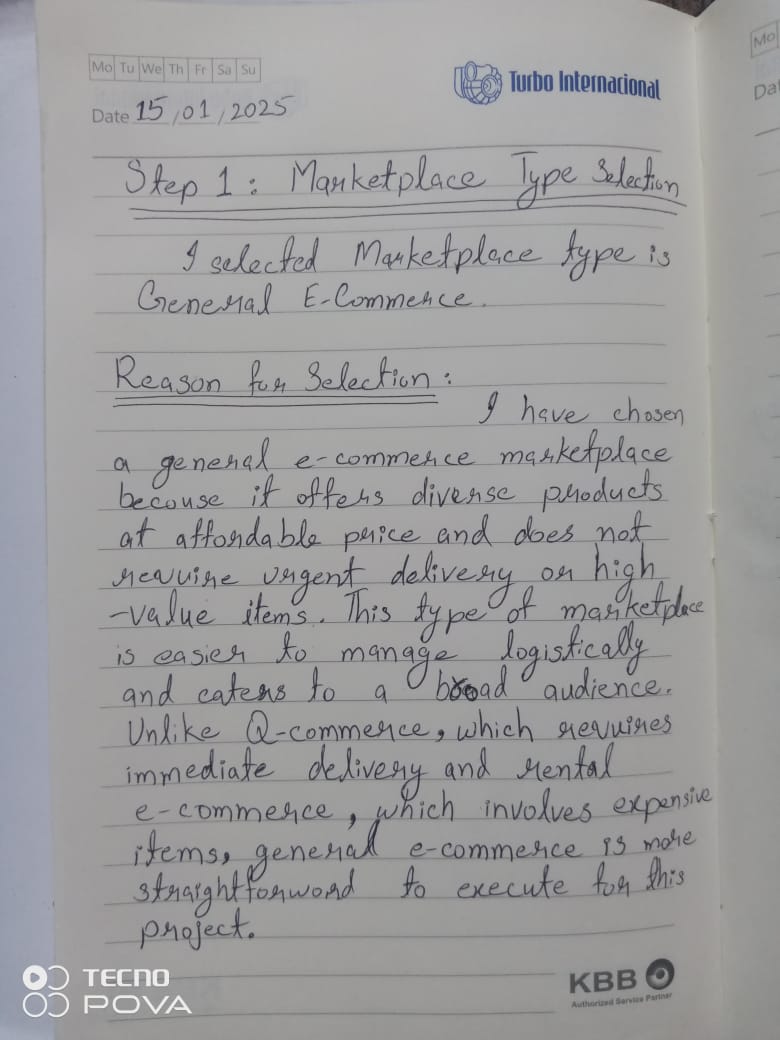 Mo Tu We Th Fr Sa Su
Turbo Internacional
Date 15/01/2025
Step 1: Marketplace Type Selection
I selected Marketplace type is
General E-Commerce.
Reason for Selection:
I have chosen
a general e-commerce marketplace
becouse it offers diverse products
at affordable price and does not
revuire urgent delivery or high
-value items. This type of marketplace
is easier to manage logistically
and caters to a broad audience.
Unlike Q-commerce, which revuires
immediate delivery and rental
e-commerce, which involves expensive
items, general e-commerce is more
straightforword to execute for this
project.
TECNO
POVA
KBB
Authorized Service Partner
Mo
Da